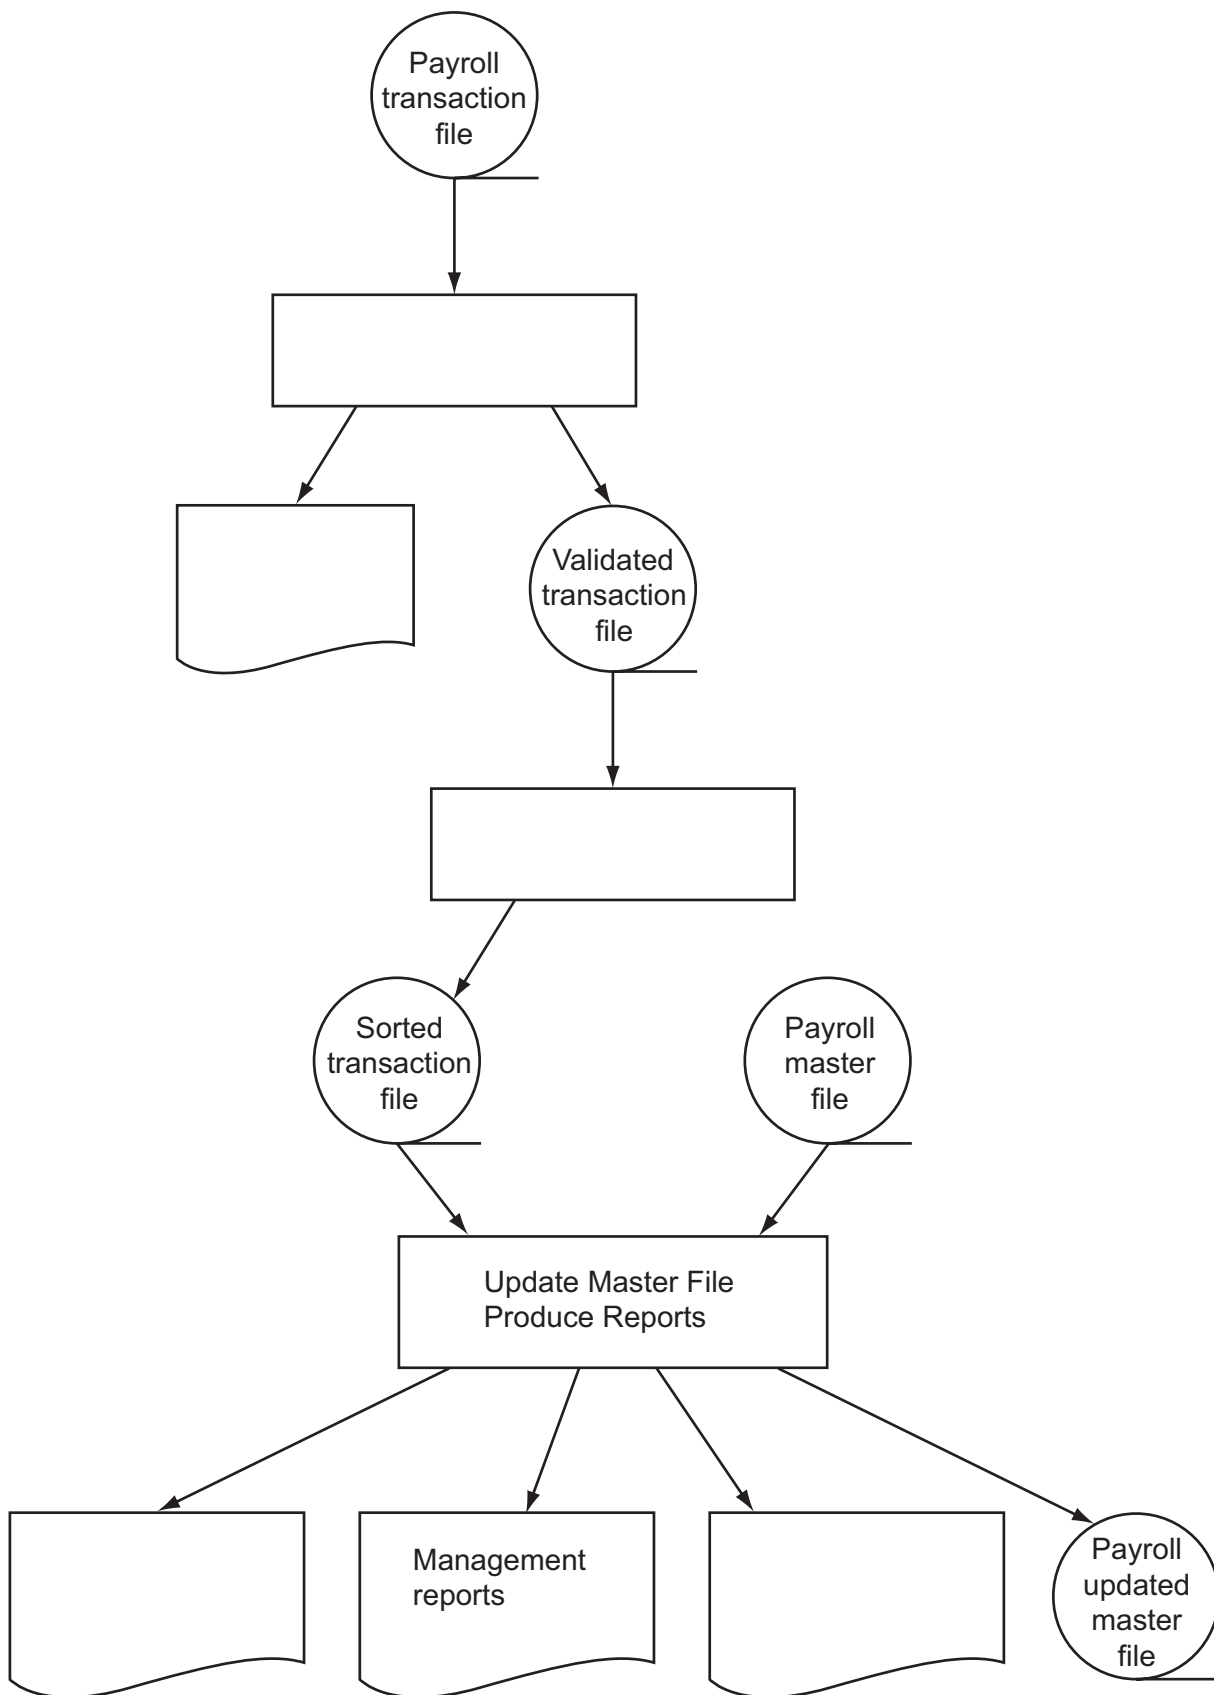 Payroll
transaction
file
Validated
transaction
file
Sorted
transaction
file
Payroll
master
file
Update Master File
Produce Reports
Management
reports
Payroll
updated
master
file